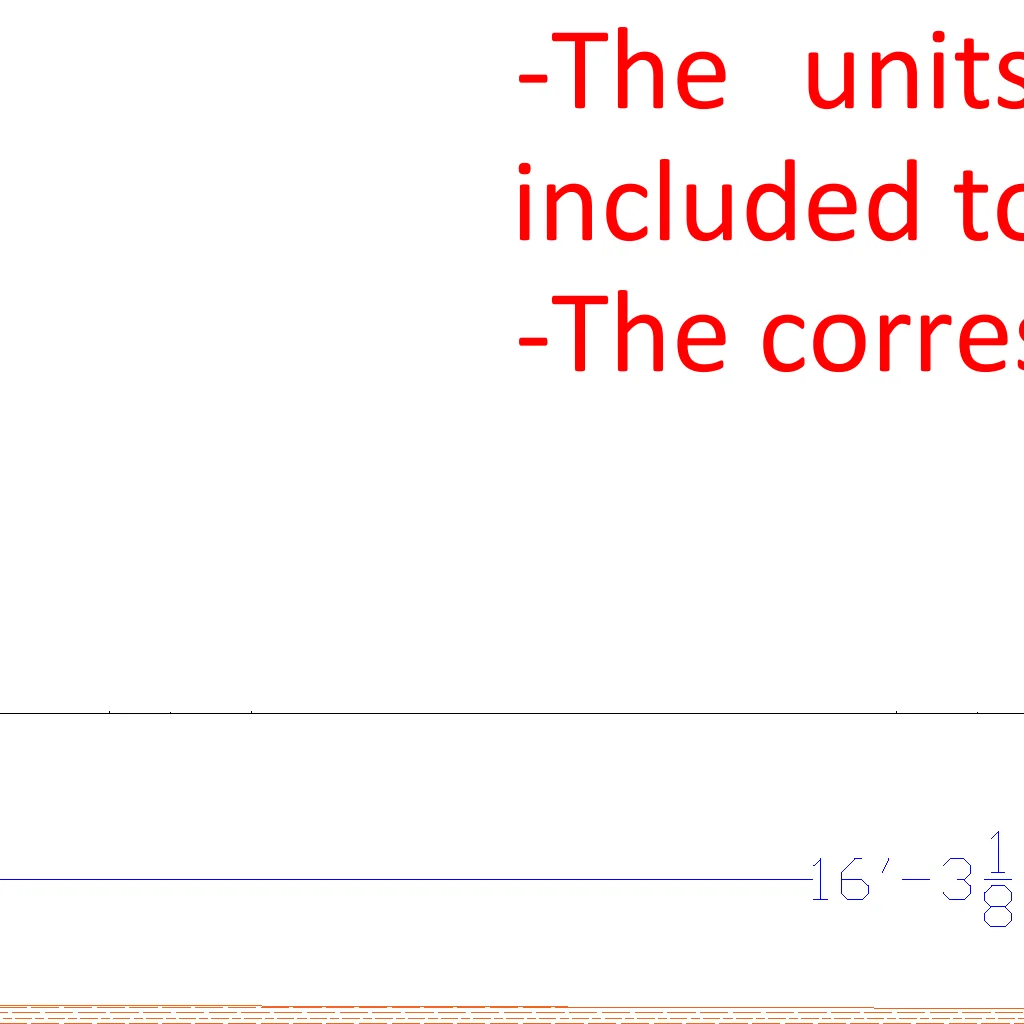 -The units
included to
-The corres
16'-3 1/8